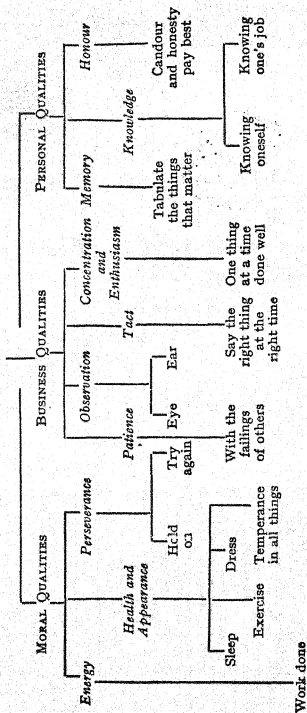 MORAL QUALITIES
BUSINESS QUALITIES
PERSONAL QUALITIES
Energy
Health and
Appearance
Perseverance
Patience
Observation
Tact
Concentration
and
Enthusiasm
Memory
Knowledge
Honour
Work done
Sleep
Exercise
Dress
Temperance
in all things
Hold
on
Try
again
With the
failings
of others
Eye
Ear
Say the
right thing
at the
right time
One thing
at a time
done well
Tabulate
the things
that matter
Knowing
oneself
Knowing
one's job
Candour
and honesty
pay best